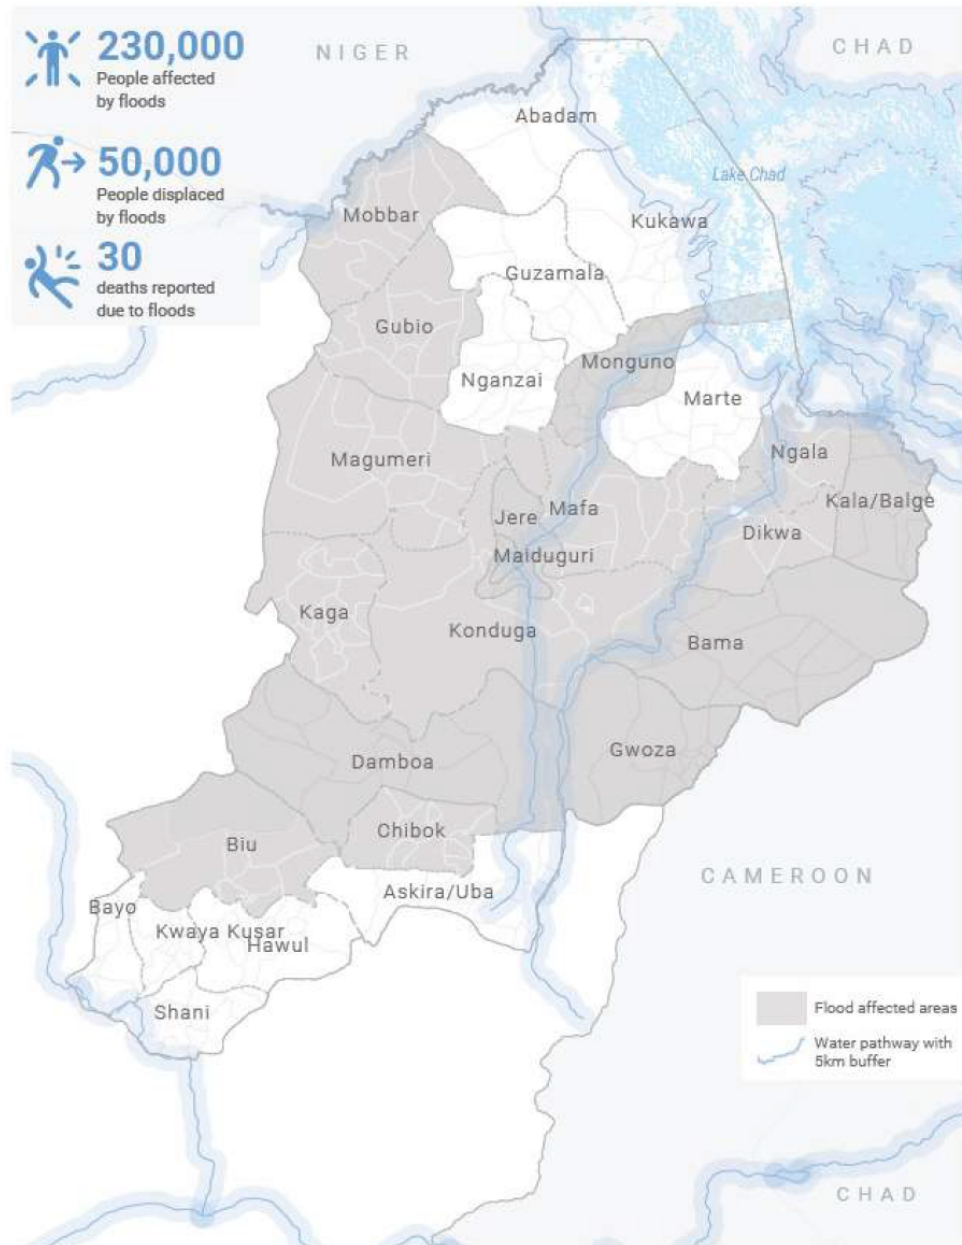 230,000
People affected
by floods
50,000
People displaced
by floods
30
deaths reported
due to floods
NIGER
CHAD
Abadam
Lake Chad
Mobbar
Kukawa
Guzamala
Gubio
Monguno
Nganzai
Marte
Magumeri
Ngala
Kala/Balge
Jere
Mafa
Dikwa
Maiduguri
Kaga
Konduga
Bama
Gwoza
Damboa
Chibok
Biu
CAMEROON
Askira/Uba
Bayo
Kwaya Kusar
Hawul
Shani
Flood affected areas
Water pathway with
5km buffer
CHAD